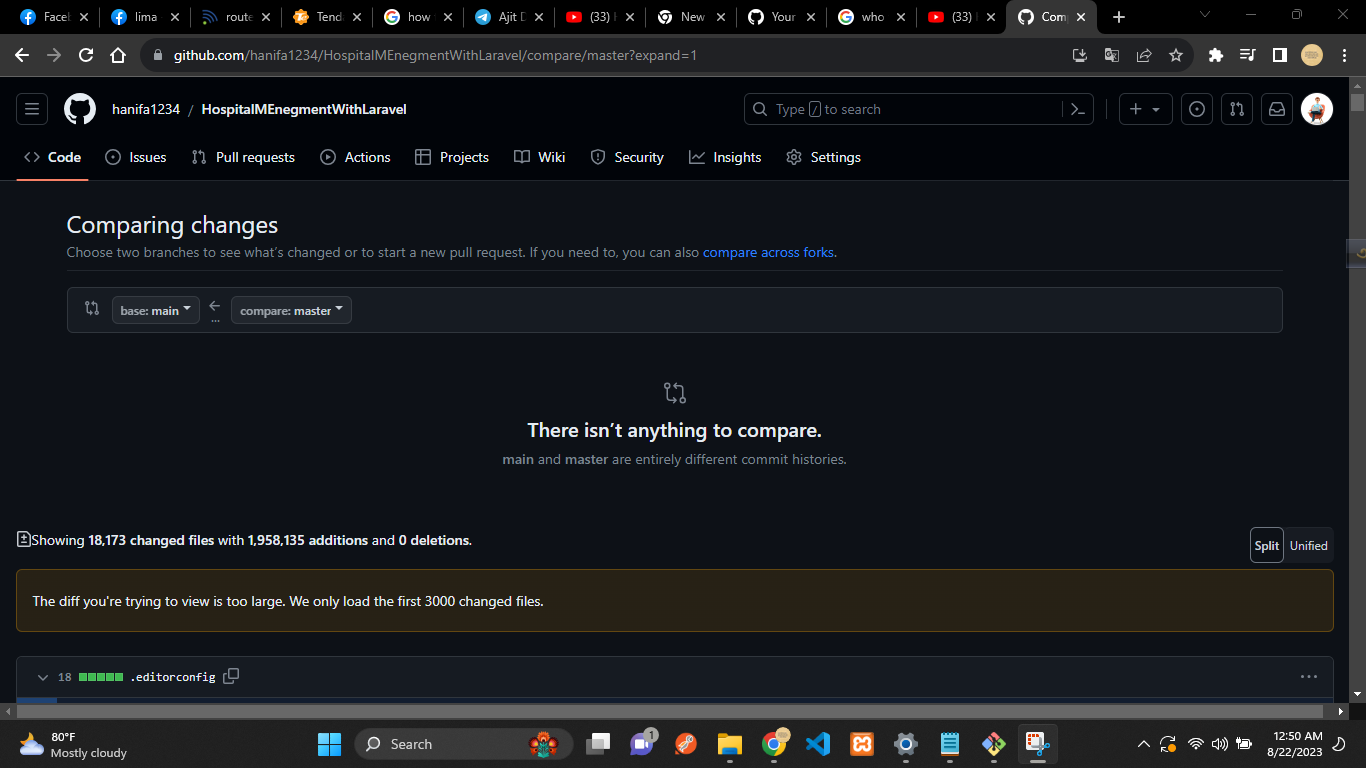 Facel
lima
route
Tend
how
Ajit D
(33)
New
Your
who
(33)
Com
github.com/hanifa1234/HospitalMEnegmentWithLaravel/compare/master?expand=1
hanifa1234 / HospitalMEnegmentWithLaravel
Type / to search
Code Issues Pull requests Actions Projects Wiki Security Insights Settings
Comparing changes
Choose two branches to see what's changed or to start a new pull request. If you need to, you can also compare across forks.
base: main
...
compare: master
There isn't anything to compare.
main and master are entirely different commit histories.
Showing 18,173 changed files with 1,958,135 additions and 0 deletions.
Split Unified
The diff you're trying to view is too large. We only load the first 3000 changed files.
18 .editorconfig
80°F
Mostly cloudy
Search
1
12:50 AM
8/22/2023